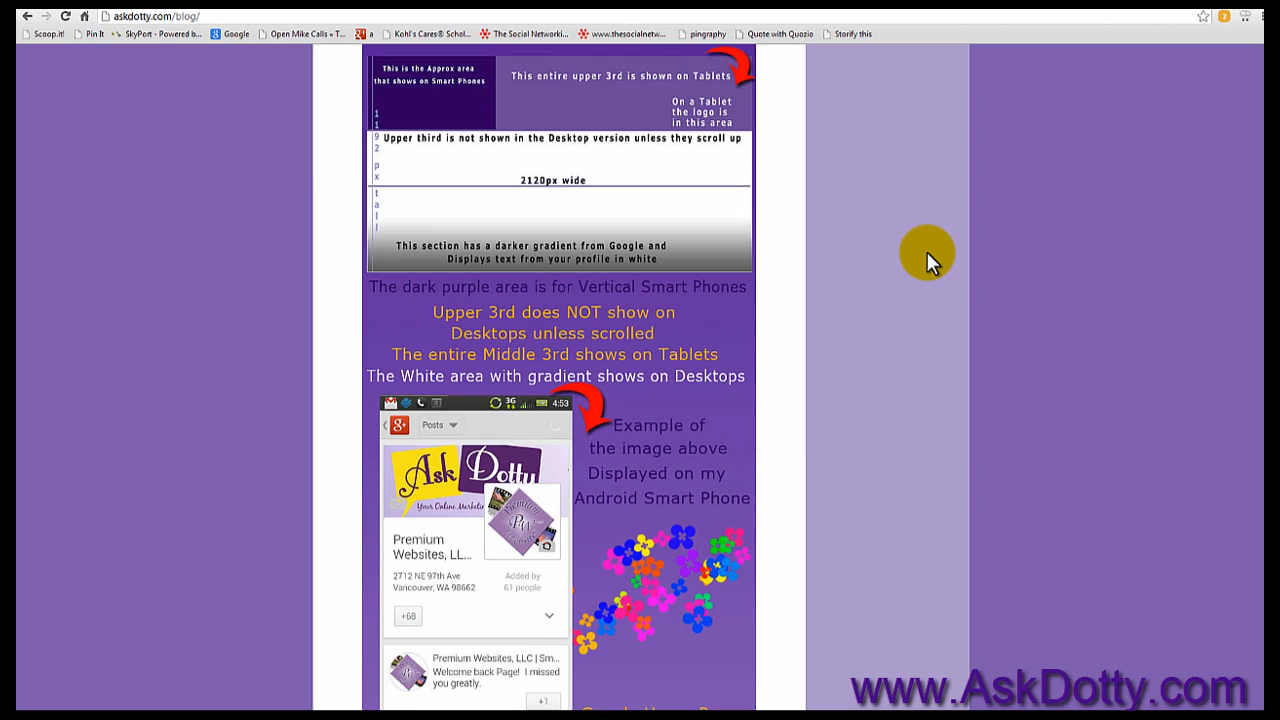 askdotty.com/blog/
2
Scoop.it!
Pin It
SkyPort - Powered b...
Google
Open Mike Calls « T...
a
Kohl's Cares® Schol...
The Social Networki...
www.thesocialnetw...
pingraphy
Quote with Quozio
Storify this
This is the Approx area
that shows on Smart Phones
This entire upper 3rd is shown on Tablets
On a Tablet
the logo is
in this area
1192 px tall
Upper third is not shown in the Desktop version unless they scroll up
2120px wide
This section has a darker gradient from Google and
Displays text from your profile in white
The dark purple area is for Vertical Smart Phones
Upper 3rd does NOT show on
Desktops unless scrolled
The entire Middle 3rd shows on Tablets
The White area with gradient shows on Desktops
3G
4:53
g+
Posts
Example of
the image above
Displayed on my
Android Smart Phone
Ask Dotty
Your Online Marketin
Premium
PW
Premium
Websites, LL...
2712 NE 97th Ave
Vancouver, WA 98662
Added by
61 people
+68
Premium Websites, LLC | Sm...
Welcome back Page! I missed
you greatly.
+1
www.AskDotty.com